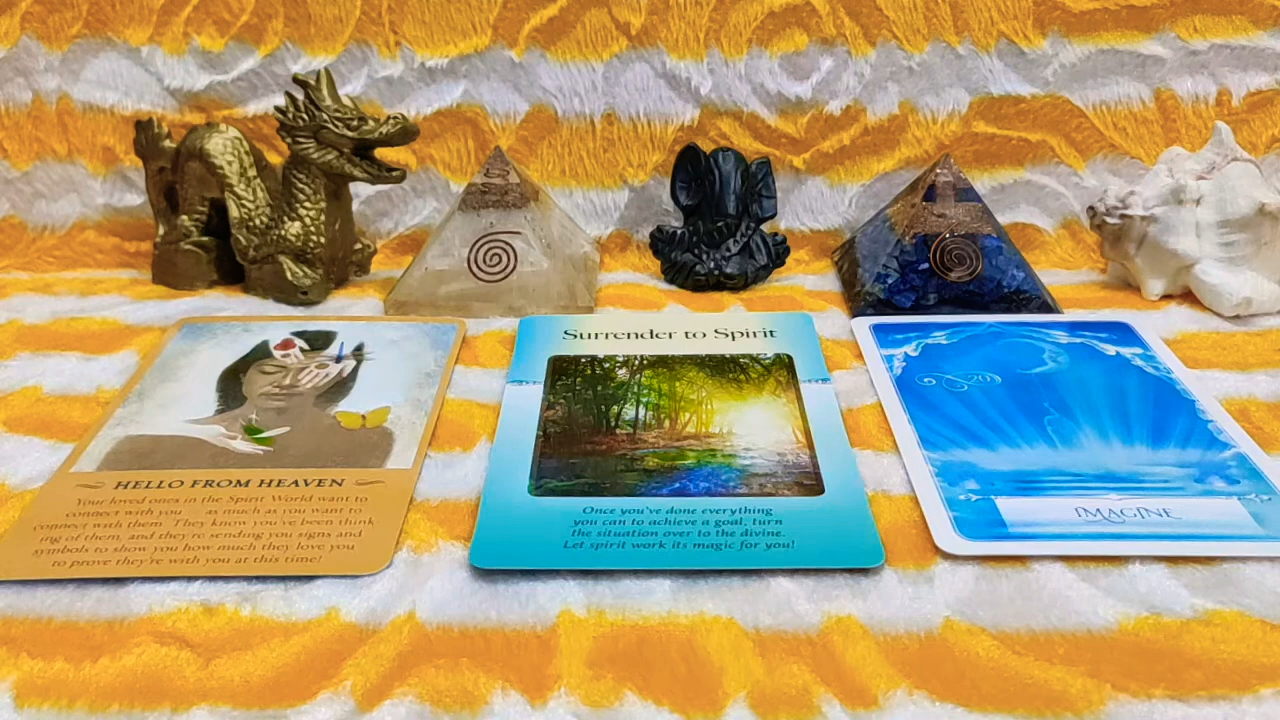 HELLO FROM HEAVEN
Your loved ones in the Spirit World want to
connect with you as much as you want to
connect with them. They know you've been think-
ing of them, and they're sending you signs and
symbols to show you how much they love you
to prove they're with you at this time!
Surrender to Spirit
Once you've done everything
you can to achieve a goal, turn
the situation over to the divine.
Let spirit work its magic for you!
20
IMAGINE